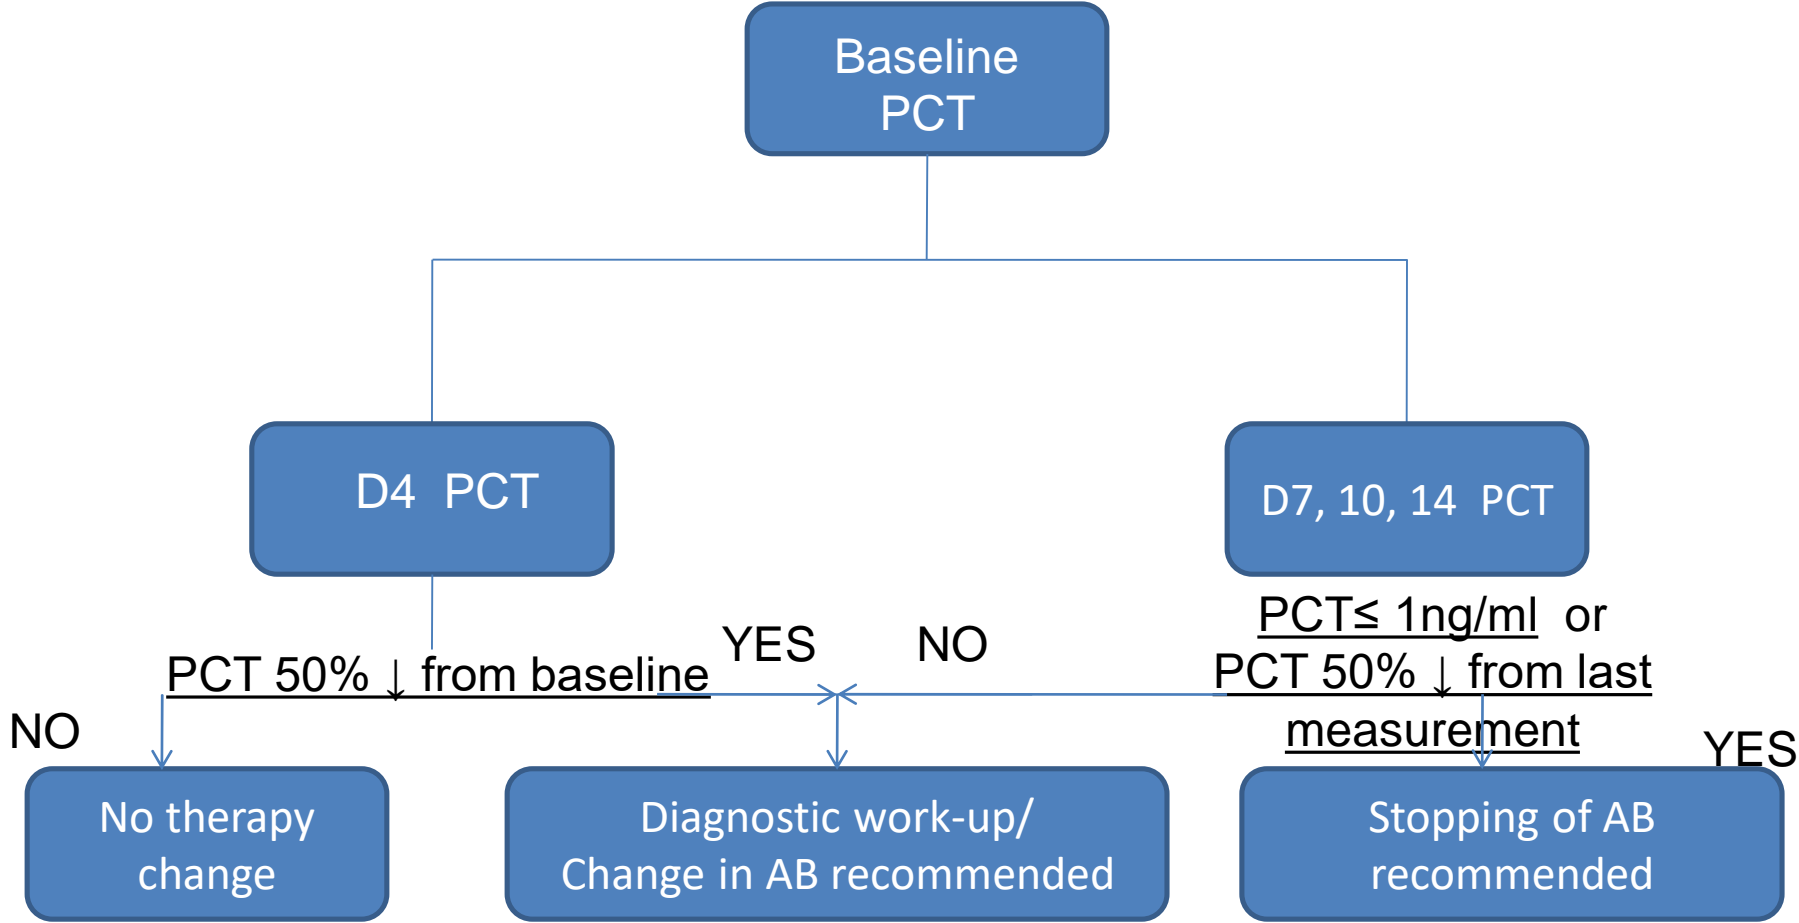 Baseline
PCT
D4 PCT
D7, 10, 14 PCT
PCT 50% ↓ from baseline
YES
NO
PCT≤ 1ng/ml or
PCT 50% ↓ from last
measurement
NO
YES
No therapy
change
Diagnostic work-up/
Change in AB recommended
Stopping of AB
recommended